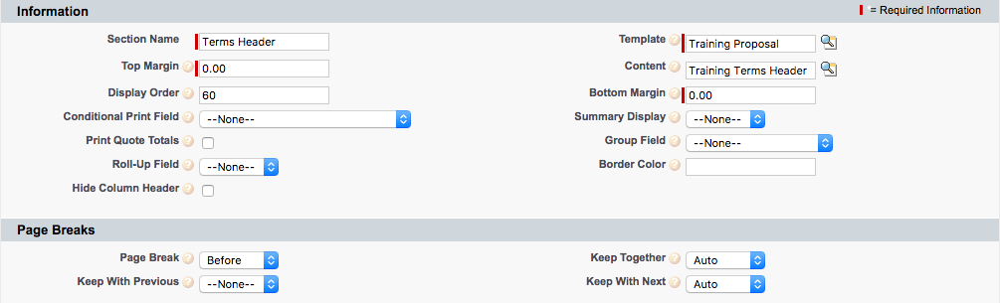 Information = Required Information
Section Name Terms Header Template Training Proposal
Top Margin 0.00 Content Training Terms Header
Display Order 60 Bottom Margin 0.00
Conditional Print Field --None-- Summary Display --None--
Print Quote Totals Group Field --None--
Roll-Up Field --None-- Border Color
Hide Column Header
Page Breaks
Page Break Before Keep Together Auto
Keep With Previous --None-- Keep With Next Auto